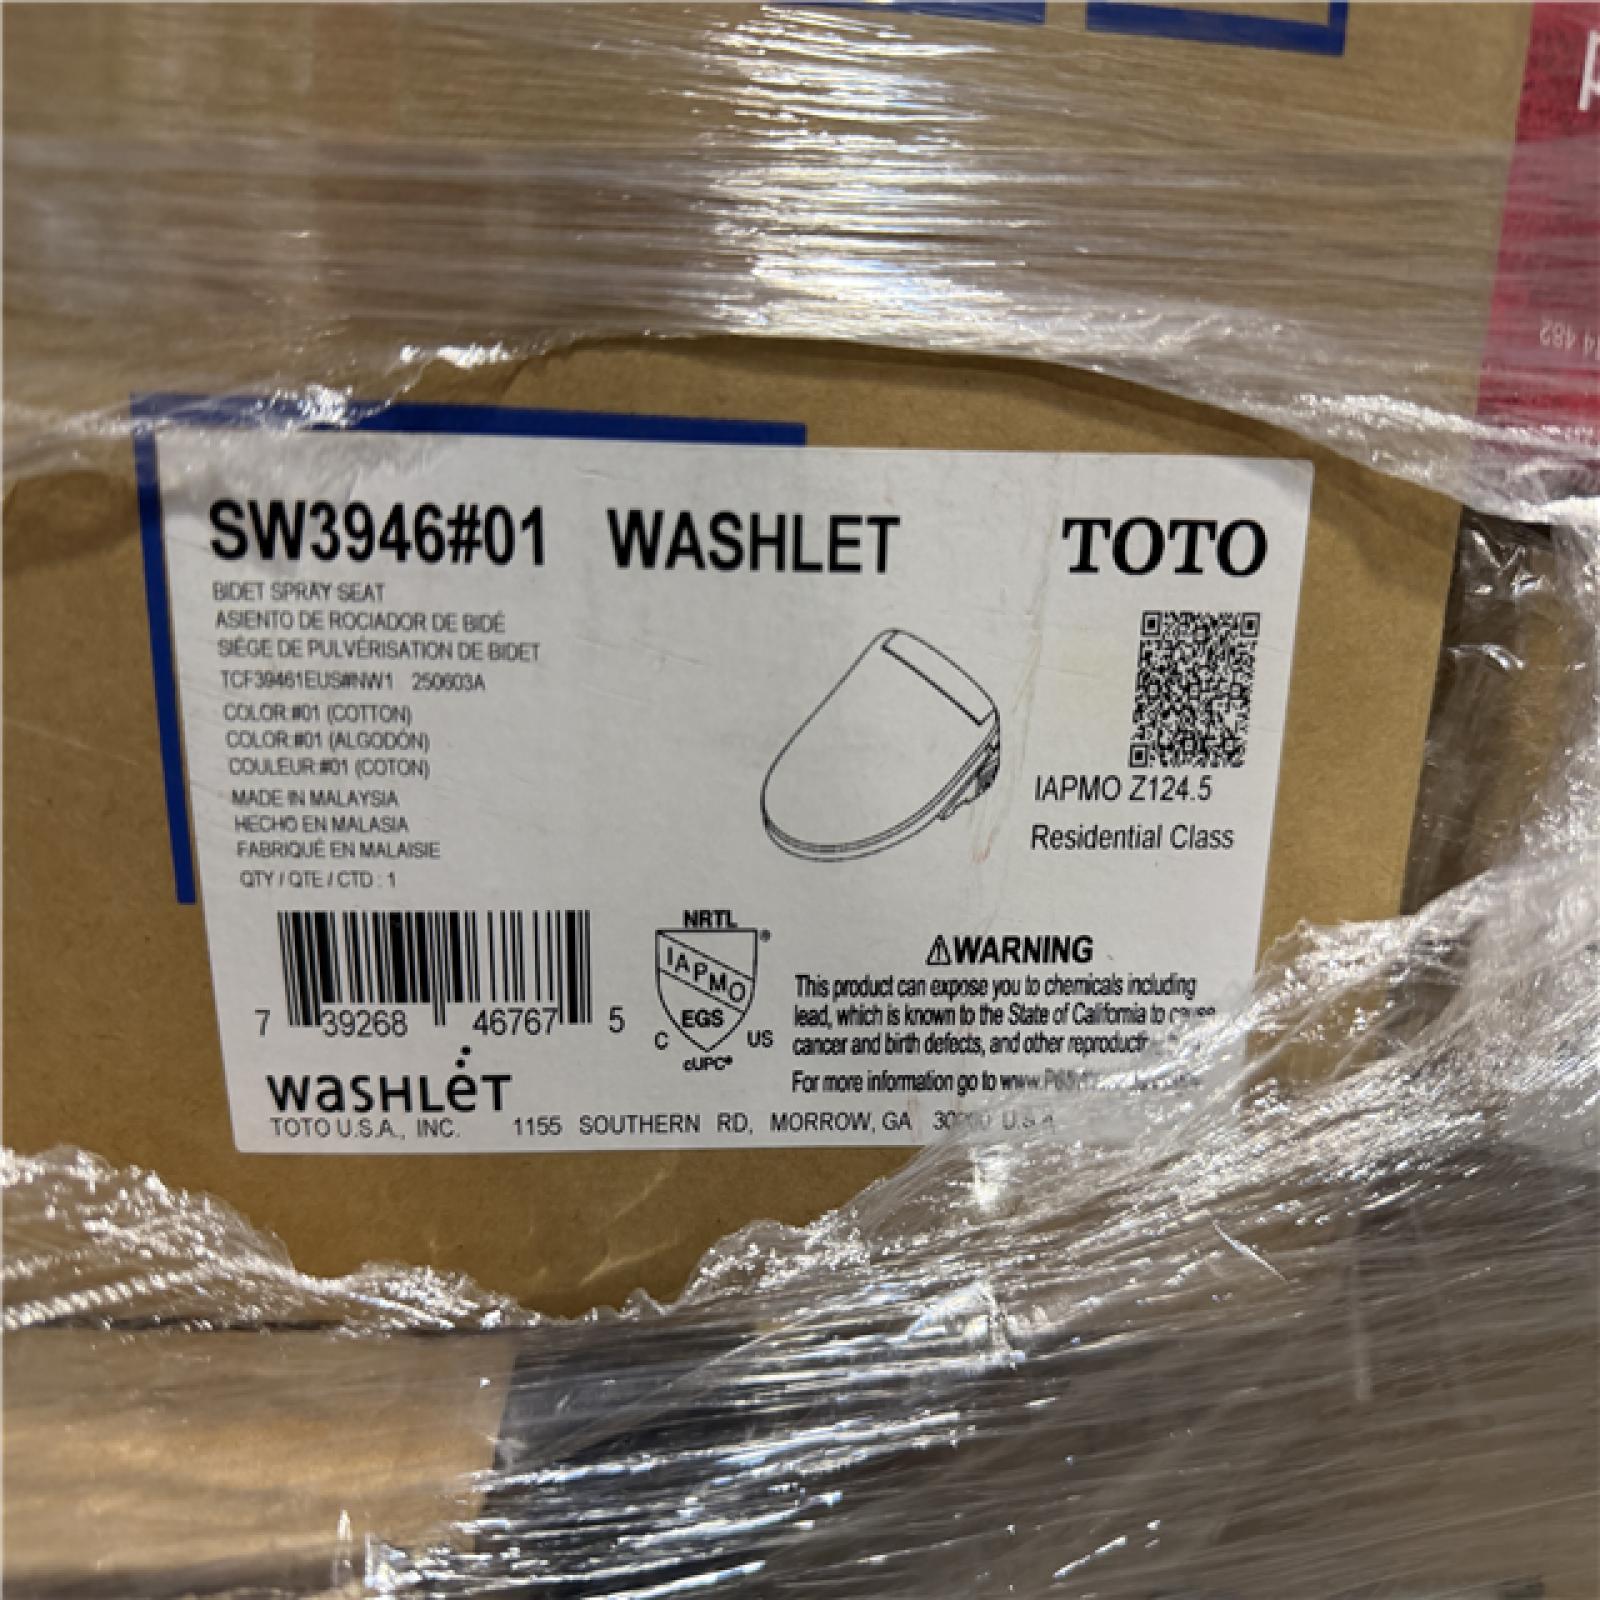 SW3946#01 WASHLET TOTO
BIDET SPRAY SEAT
ASIENTO DE ROCIADOR DE BIDÉ
SIÈGE DE PULVÉRISATION DE BIDET
TCF39461EUS#NW1 250603A
COLOR:#01 (COTTON)
COLOR:#01 (ALGODÓN)
COULEUR:#01 (COTON)
MADE IN MALAYSIA
HECHO EN MALASIA
FABRIQUÉ EN MALAISIE
QTY / QTE / CTD : 1
IAPMO Z124.5
Residential Class
7 39268 46767 5
NRTL
IAPMO
EGS
C US
cUPC®
⚠WARNING
This product can expose you to chemicals including
lead, which is known to the State of California to cause
cancer and birth defects, and other
For more information go to
WASHLET
TOTO U.S.A., INC. 1155 SOUTHERN RD, MORROW, GA U.S.A
482